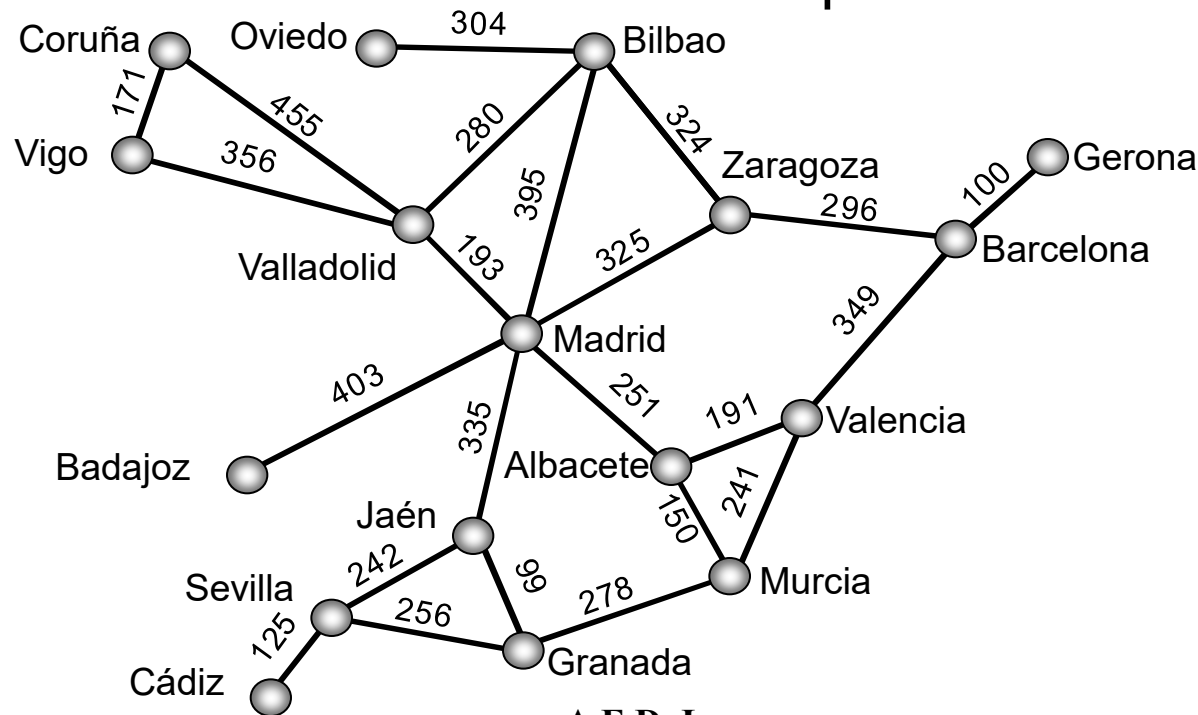 Coruña
Oviedo
304
Bilbao
171
455
280
324
Vigo
356
395
Zaragoza
100
Gerona
296
Valladolid
193
325
Barcelona
349
Madrid
403
251
191
335
Valencia
Badajoz
Albacete
241
150
Jaén
242
99
Sevilla
256
278
Murcia
125
Granada
Cádiz